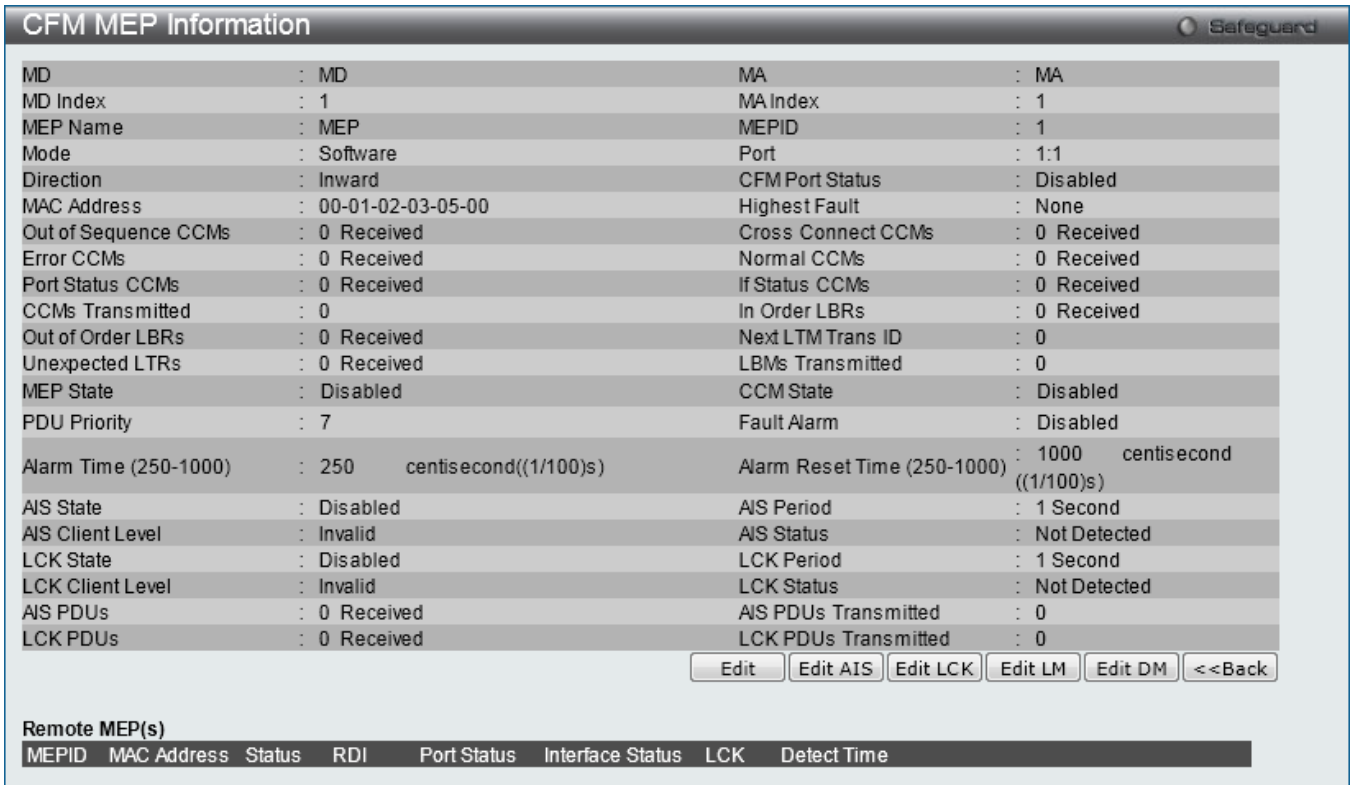 CFM MEP Information Safeguard
MD : MD MA : MA
MD Index : 1 MA Index : 1
MEP Name : MEP MEPID : 1
Mode : Software Port : 1:1
Direction : Inward CFM Port Status : Disabled
MAC Address : 00-01-02-03-05-00 Highest Fault : None
Out of Sequence CCMs : 0 Received Cross Connect CCMs : 0 Received
Error CCMs : 0 Received Normal CCMs : 0 Received
Port Status CCMs : 0 Received If Status CCMs : 0 Received
CCMs Transmitted : 0 In Order LBRs : 0 Received
Out of Order LBRs : 0 Received Next LTM Trans ID : 0
Unexpected LTRs : 0 Received LBMs Transmitted : 0
MEP State : Disabled CCM State : Disabled
PDU Priority : 7 Fault Alarm : Disabled
Alarm Time (250-1000) : 250 centisecond((1/100)s) Alarm Reset Time (250-1000) : 1000 centisecond
((1/100)s)
AIS State : Disabled AIS Period : 1 Second
AIS Client Level : Invalid AIS Status : Not Detected
LCK State : Disabled LCK Period : 1 Second
LCK Client Level : Invalid LCK Status : Not Detected
AIS PDUs : 0 Received AIS PDUs Transmitted : 0
LCK PDUs : 0 Received LCK PDUs Transmitted : 0
Edit Edit AIS Edit LCK Edit LM Edit DM <<Back
Remote MEP(s)
MEPID MAC Address Status RDI Port Status Interface Status LCK Detect Time